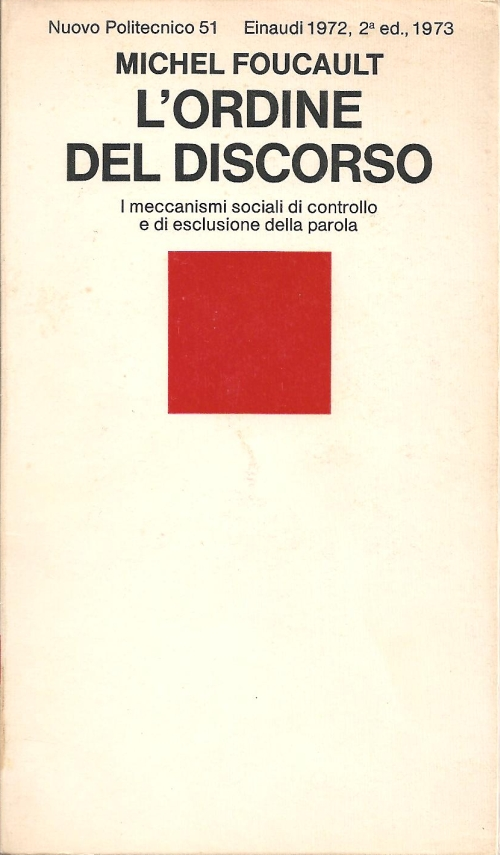 Nuovo Politecnico 51 Einaudi 1972, 2ª ed., 1973
MICHEL FOUCAULT
L'ORDINE
DEL DISCORSO
I meccanismi sociali di controllo
e di esclusione della parola